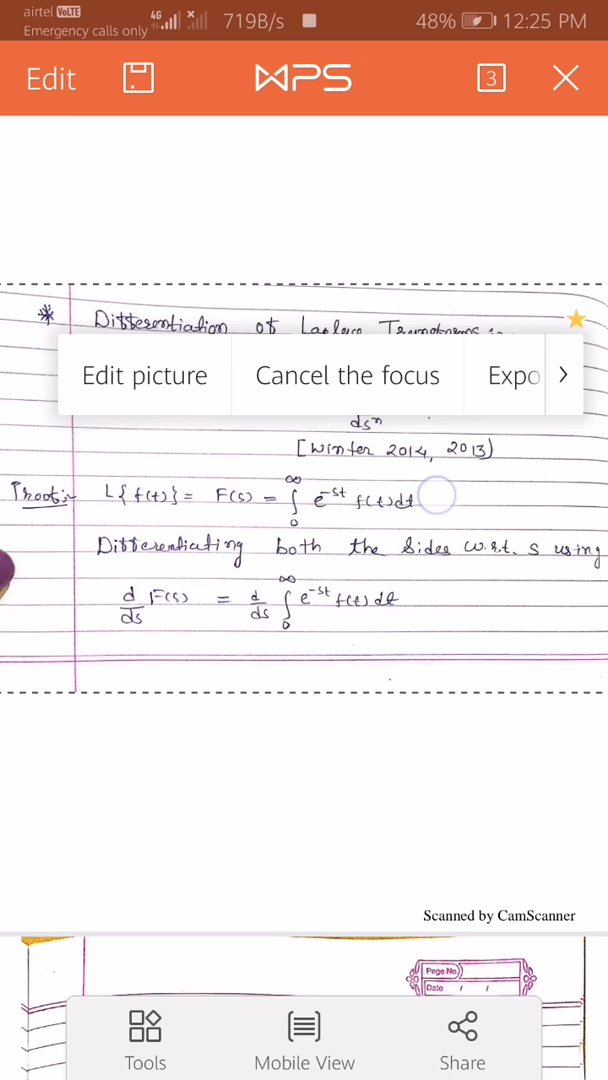 airtel VoLTE 4G 719B/s 48% 12:25 PM
Emergency calls only
Edit WPS 3
* Differentiation of Laplace Transforms :-
Edit picture Cancel the focus Expo
dsⁿ
[Winter 2014, 2013)
Proof:- L{f(t)} = F(s) = ∫₀^∞ e^-st f(t)dt
Differentiating both the Sides w.r.t. s using
d/ds F(s) = d/ds ∫₀^∞ e^-st f(t) dt
Scanned by CamScanner
Page No.
Date / /
Tools Mobile View Share